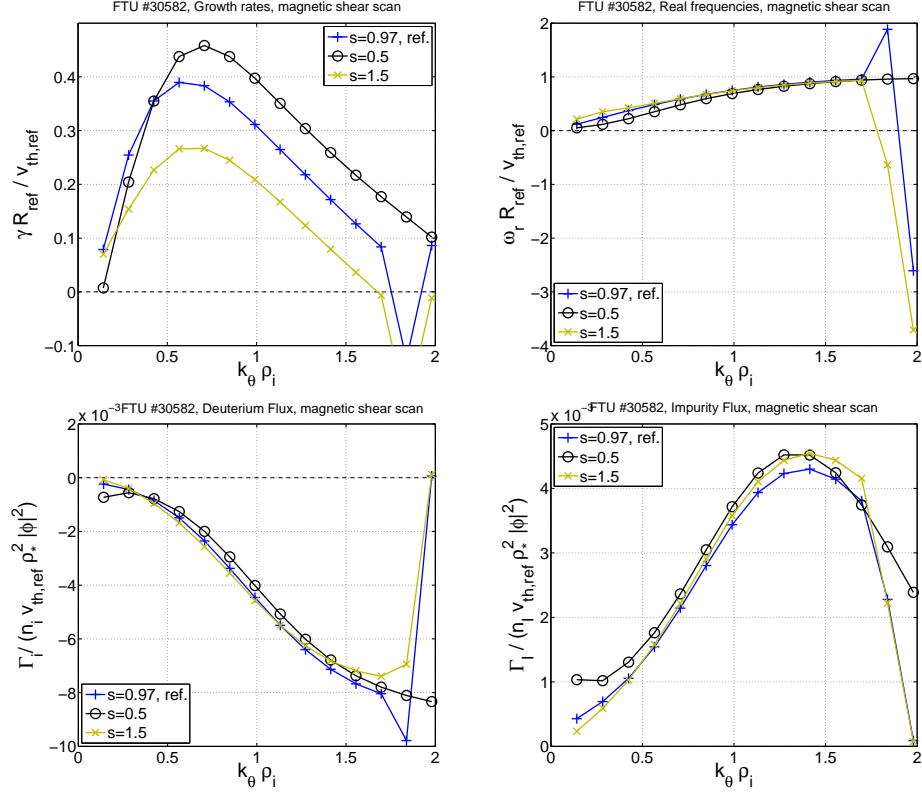 FTU #30582, Growth rates, magnetic shear scan
s=0.97, ref.
s=0.5
s=1.5
0.4
0.3
0.2
0.1
0
−0.1
0
0.5
1
1.5
2
γ R_ref / v_th,ref
k_θ ρ_i
FTU #30582, Real frequencies, magnetic shear scan
2
1
0
−1
−2
−3
−4
s=0.97, ref.
s=0.5
s=1.5
0
0.5
1
1.5
2
ω_r R_ref / v_th,ref
k_θ ρ_i
x 10^−3
FTU #30582, Deuterium Flux, magnetic shear scan
2
0
−2
−4
−6
−8
−10
s=0.97, ref.
s=0.5
s=1.5
0
0.5
1
1.5
2
Γ_i / (n_i v_th,ref ρ_*^2 |φ|^2)
k_θ ρ_i
x 10^−3
FTU #30582, Impurity Flux, magnetic shear scan
s=0.97, ref.
s=0.5
s=1.5
5
4
3
2
1
0
0
0.5
1
1.5
2
Γ_I / (n_I v_th,ref ρ_*^2 |φ|^2)
k_θ ρ_i